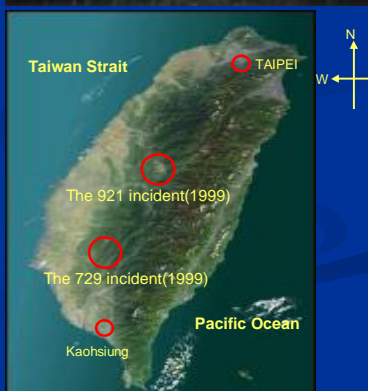 N
TAIPEI
Taiwan Strait
W
The 921 incident(1999)
The 729 incident(1999)
Pacific Ocean
Kaohsiung